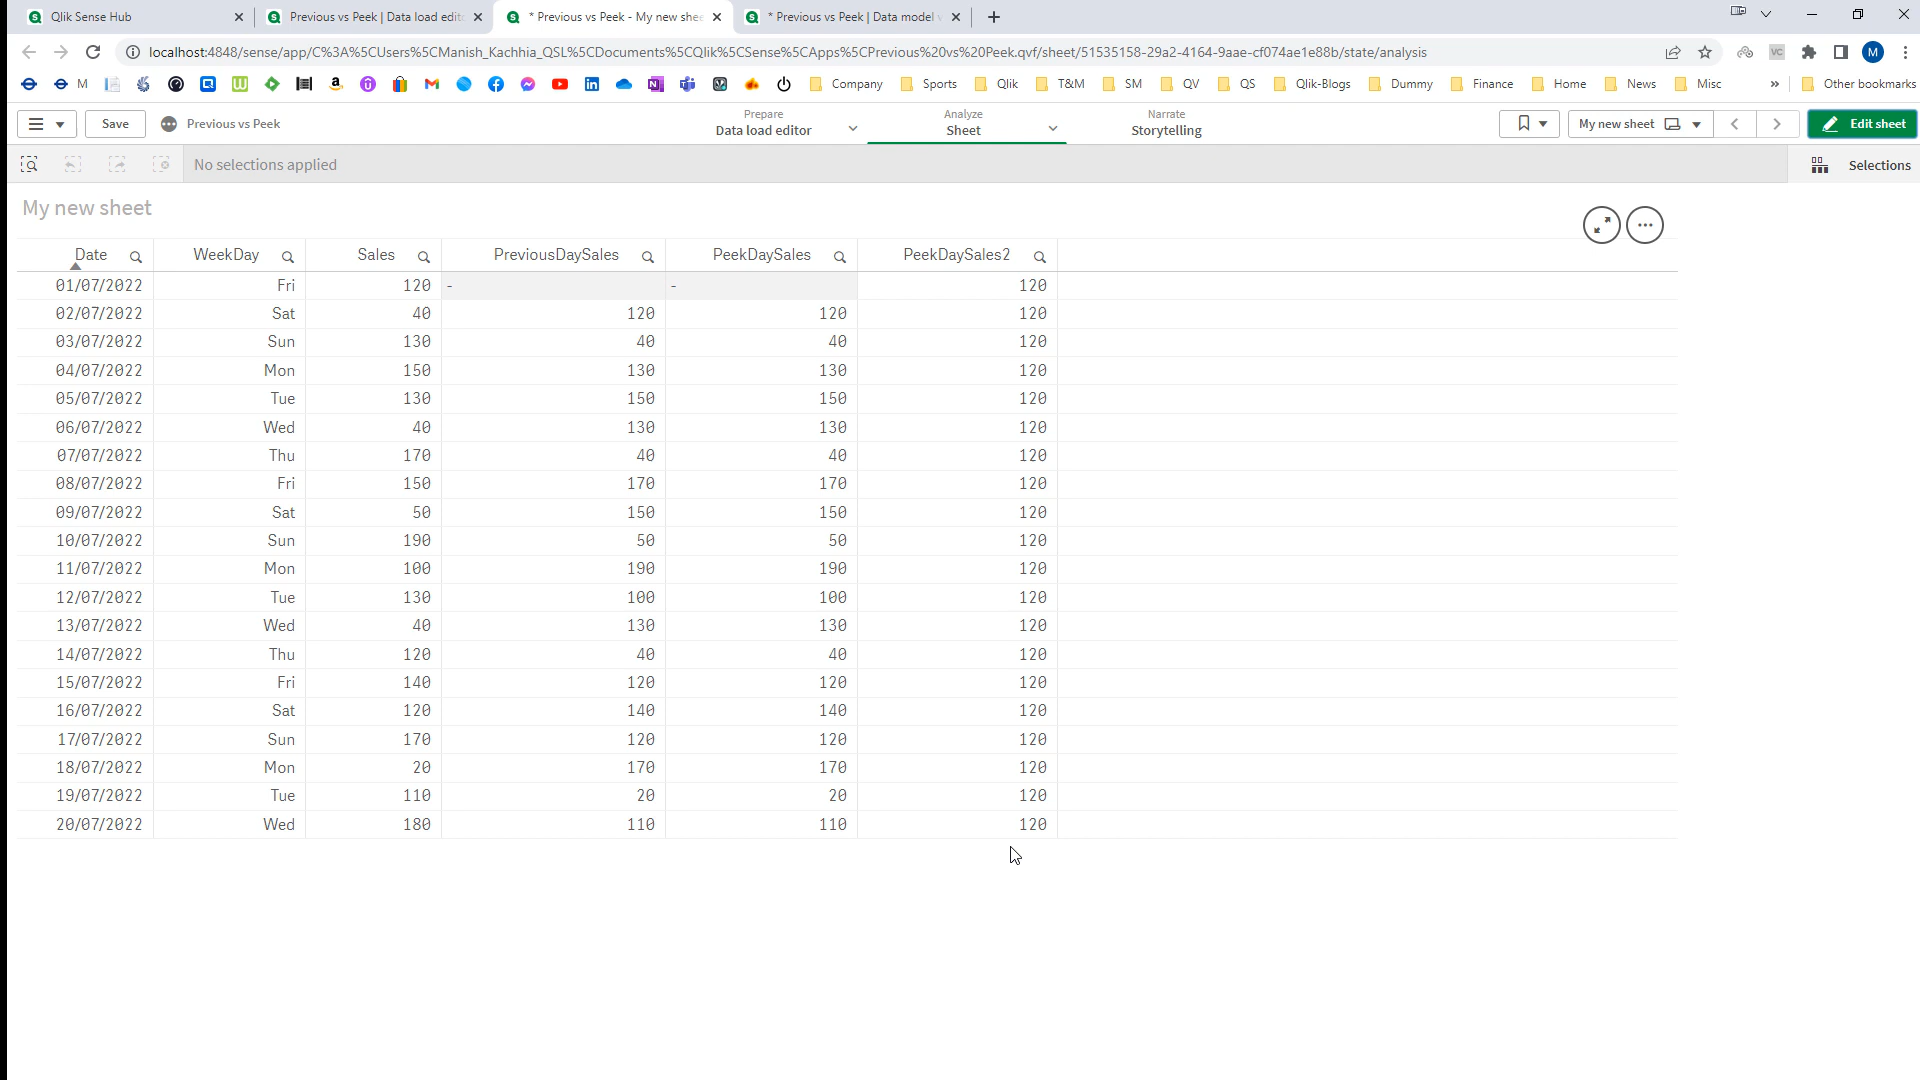 Qlik Sense Hub
Previous vs Peek | Data load edit
* Previous vs Peek - My new shee
* Previous vs Peek | Data model v
localhost:4848/sense/app/C%3A%5CUsers%5CManish_Kachhia_QSL%5CDocuments%5CQlik%5CSense%5CApps%5CPrevious%20vs%20Peek.qvf/sheet/51535158-29a2-4164-9aae-cf074ae1e88b/state/analysis
M
M Company Sports Qlik T&M SM QV QS Qlik-Blogs Dummy Finance Home News Misc » Other bookmarks
Save Previous vs Peek
Prepare
Data load editor
Analyze
Sheet
Narrate
Storytelling
My new sheet
Edit sheet
No selections applied
Selections
My new sheet
Date WeekDay Sales PreviousDaySales PeekDaySales PeekDaySales2
01/07/2022 Fri 120 - - 120
02/07/2022 Sat 40 120 120 120
03/07/2022 Sun 130 40 40 120
04/07/2022 Mon 150 130 130 120
05/07/2022 Tue 130 150 150 120
06/07/2022 Wed 40 130 130 120
07/07/2022 Thu 170 40 40 120
08/07/2022 Fri 150 170 170 120
09/07/2022 Sat 50 150 150 120
10/07/2022 Sun 190 50 50 120
11/07/2022 Mon 100 190 190 120
12/07/2022 Tue 130 100 100 120
13/07/2022 Wed 40 130 130 120
14/07/2022 Thu 120 40 40 120
15/07/2022 Fri 140 120 120 120
16/07/2022 Sat 120 140 140 120
17/07/2022 Sun 170 120 120 120
18/07/2022 Mon 20 170 170 120
19/07/2022 Tue 110 20 20 120
20/07/2022 Wed 180 110 110 120